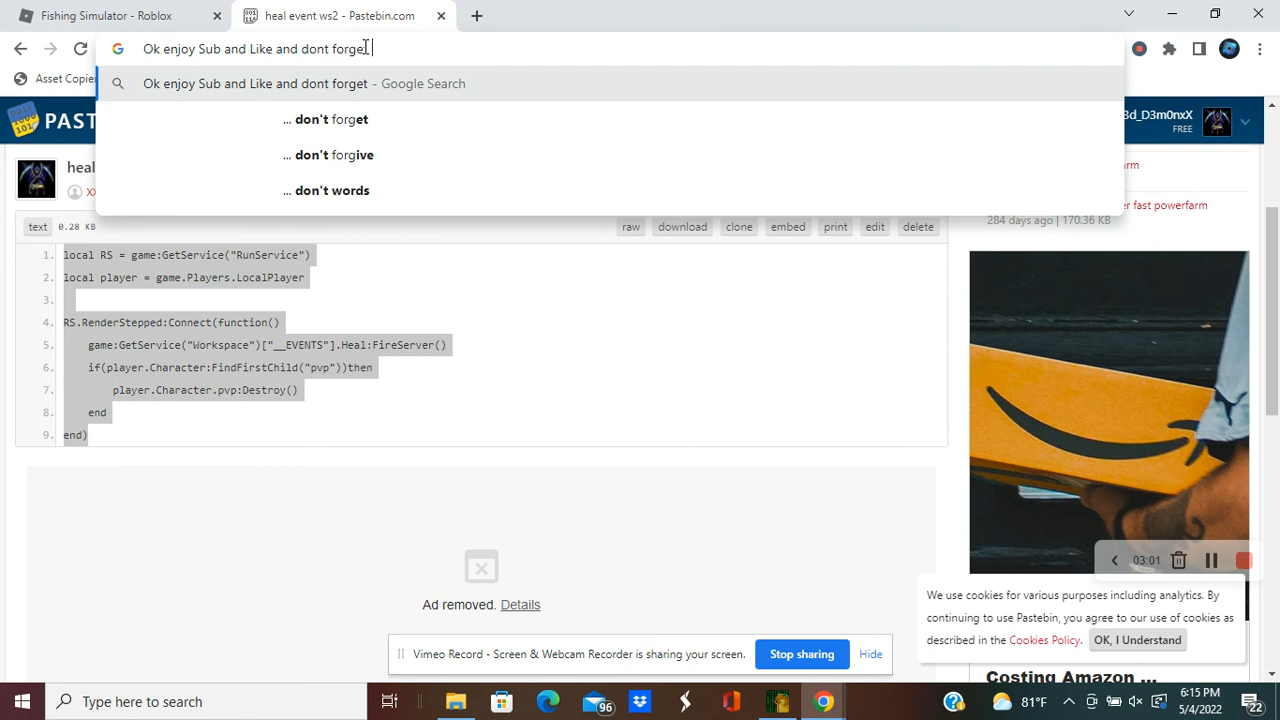 Fishing Simulator - Roblox
heal event ws2 - Pastebin.com
Ok enjoy Sub and Like and dont forge
Asset Copier
Ok enjoy Sub and Like and dont forget - Google Search
... don't forget
... don't forgive
... don't words
PAST
3d_D3m0nxX
FREE
heal
XX
arm
er fast powerfarm
284 days ago | 170.36 KB
text 0.28 KB
raw download clone embed print edit delete
1. local RS = game:GetService("RunService")
2. local player = game.Players.LocalPlayer
3.
4. RS.RenderStepped:Connect(function()
5. game:GetService("Workspace")["__EVENTS"].Heal:FireServer()
6. if(player.Character:FindFirstChild("pvp"))then
7. player.Character.pvp:Destroy()
8. end
9. end)
Ad removed. Details
03:01
We use cookies for various purposes including analytics. By
continuing to use Pastebin, you agree to our use of cookies as
described in the Cookies Policy. OK, I Understand
Vimeo Record - Screen & Webcam Recorder is sharing your screen. Stop sharing Hide
Costing Amazon ...
Type here to search
96
81°F
6:15 PM
5/4/2022
22